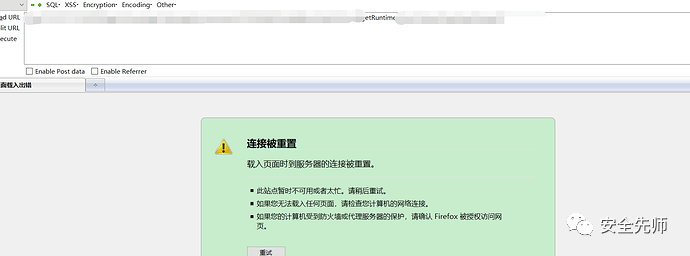 SQL· XSS· Encryption· Encoding· Other·
ad URL
getRuntime
lit URL
ecute
Enable Post data Enable Referrer
面载入出错
连接被重置
载入页面时到服务器的连接被重置。
此站点暂时不可用或者太忙。请稍后重试。
如果您无法载入任何页面，请检查您计算机的网络连接。
如果您的计算机受到防火墙或代理服务器的保护，请确认 Firefox 被授权访问网
页。
重试
安全先师